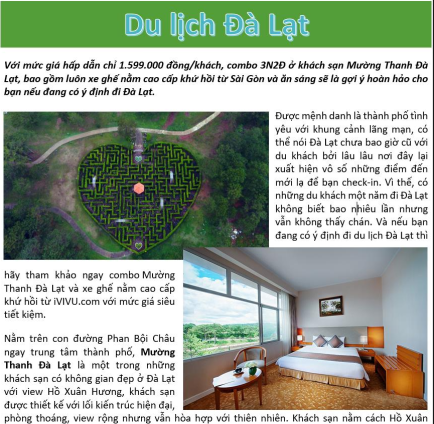 Du lịch Đà Lạt
Với mức giá hấp dẫn chỉ 1.599.000 đồng/khách, combo 3N2Đ ở khách sạn Mường Thanh Đà
Lạt, bao gồm luôn xe ghế nằm cao cấp khứ hồi từ Sài Gòn và ăn sáng sẽ là gợi ý hoàn hảo cho
bạn nếu đang có ý định đi Đà Lạt.
Được mệnh danh là thành phố tình
yêu với khung cảnh lãng mạn, có
thể nói Đà Lạt chưa bao giờ cũ với
du khách bởi lâu lâu nơi đây lại
xuất hiện vô số những điểm đến
mới lạ để bạn check-in. Vì thế, có
những du khách một năm đi Đà Lạt
không biết bao nhiêu lần nhưng
vẫn không thấy chán. Và nếu bạn
đang có ý định đi du lịch Đà Lạt thì
hãy tham khảo ngay combo Mường
Thanh Đà Lạt và xe ghế nằm cao cấp
khứ hồi từ iVIVU.com với mức giá siêu
tiết kiệm.
Nằm trên con đường Phan Bội Châu
ngay trung tâm thành phố, Mường
Thanh Đà Lạt là một trong những
khách sạn có không gian đẹp ở Đà Lạt
với view Hồ Xuân Hương, khách sạn
được thiết kế với lối kiến trúc hiện đại,
phòng thoáng, view rộng nhưng vẫn hòa hợp với thiên nhiên. Khách sạn nằm cách Hồ Xuân